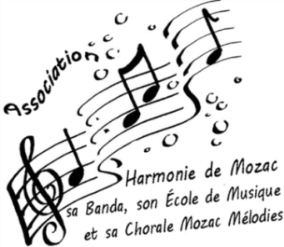 Association
Harmonie de Mozac
sa Banda, son École de Musique
et sa Chorale Mozac Mélodies